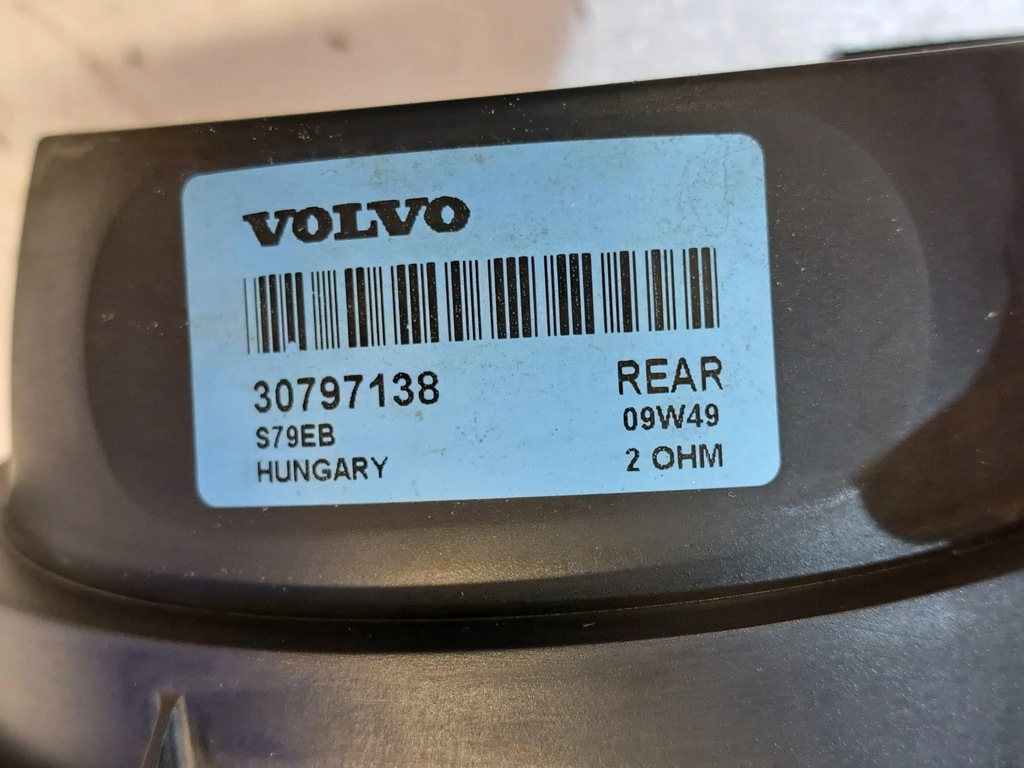 VOLVO
30797138 REAR
S79EB 09W49
HUNGARY 2 OHM